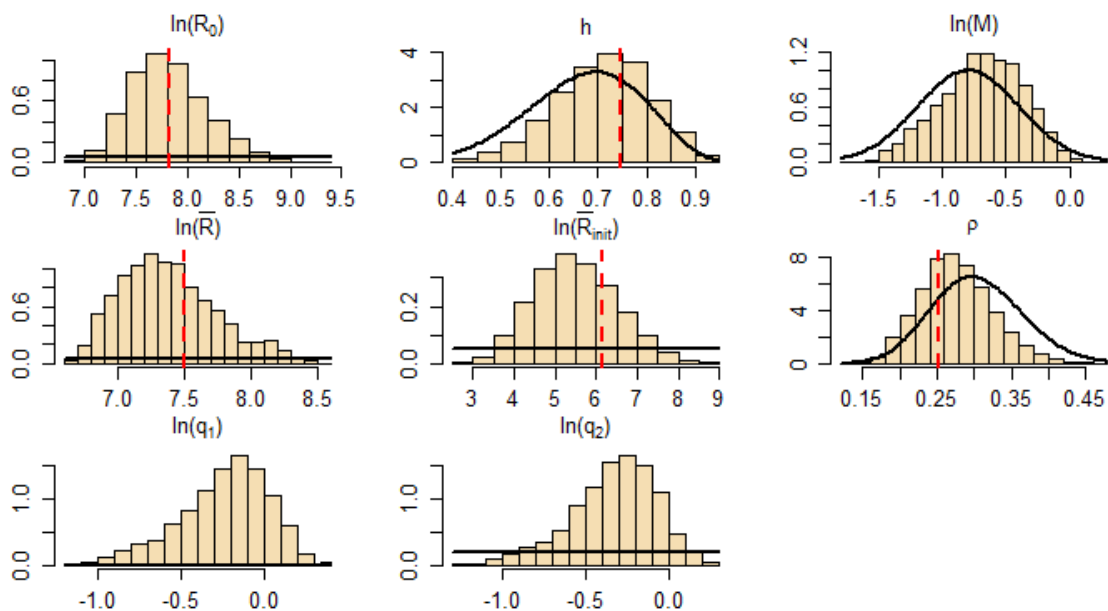 ln(R₀) h ln(M)
0.0 0.6
7.0 7.5 8.0 8.5 9.0 9.5
0 2 4
0.4 0.5 0.6 0.7 0.8 0.9
0.0 0.6 1.2
-1.5 -1.0 -0.5 0.0
ln(R̅) ln(R̅ᵢₙᵢₜ) ρ
0.0 0.6
7.0 7.5 8.0 8.5
0.0 0.2
3 4 5 6 7 8 9
0 4 8
0.15 0.25 0.35 0.45
ln(q₁) ln(q₂)
0.0 1.0
-1.0 -0.5 0.0
0.0 1.0
-1.0 -0.5 0.0